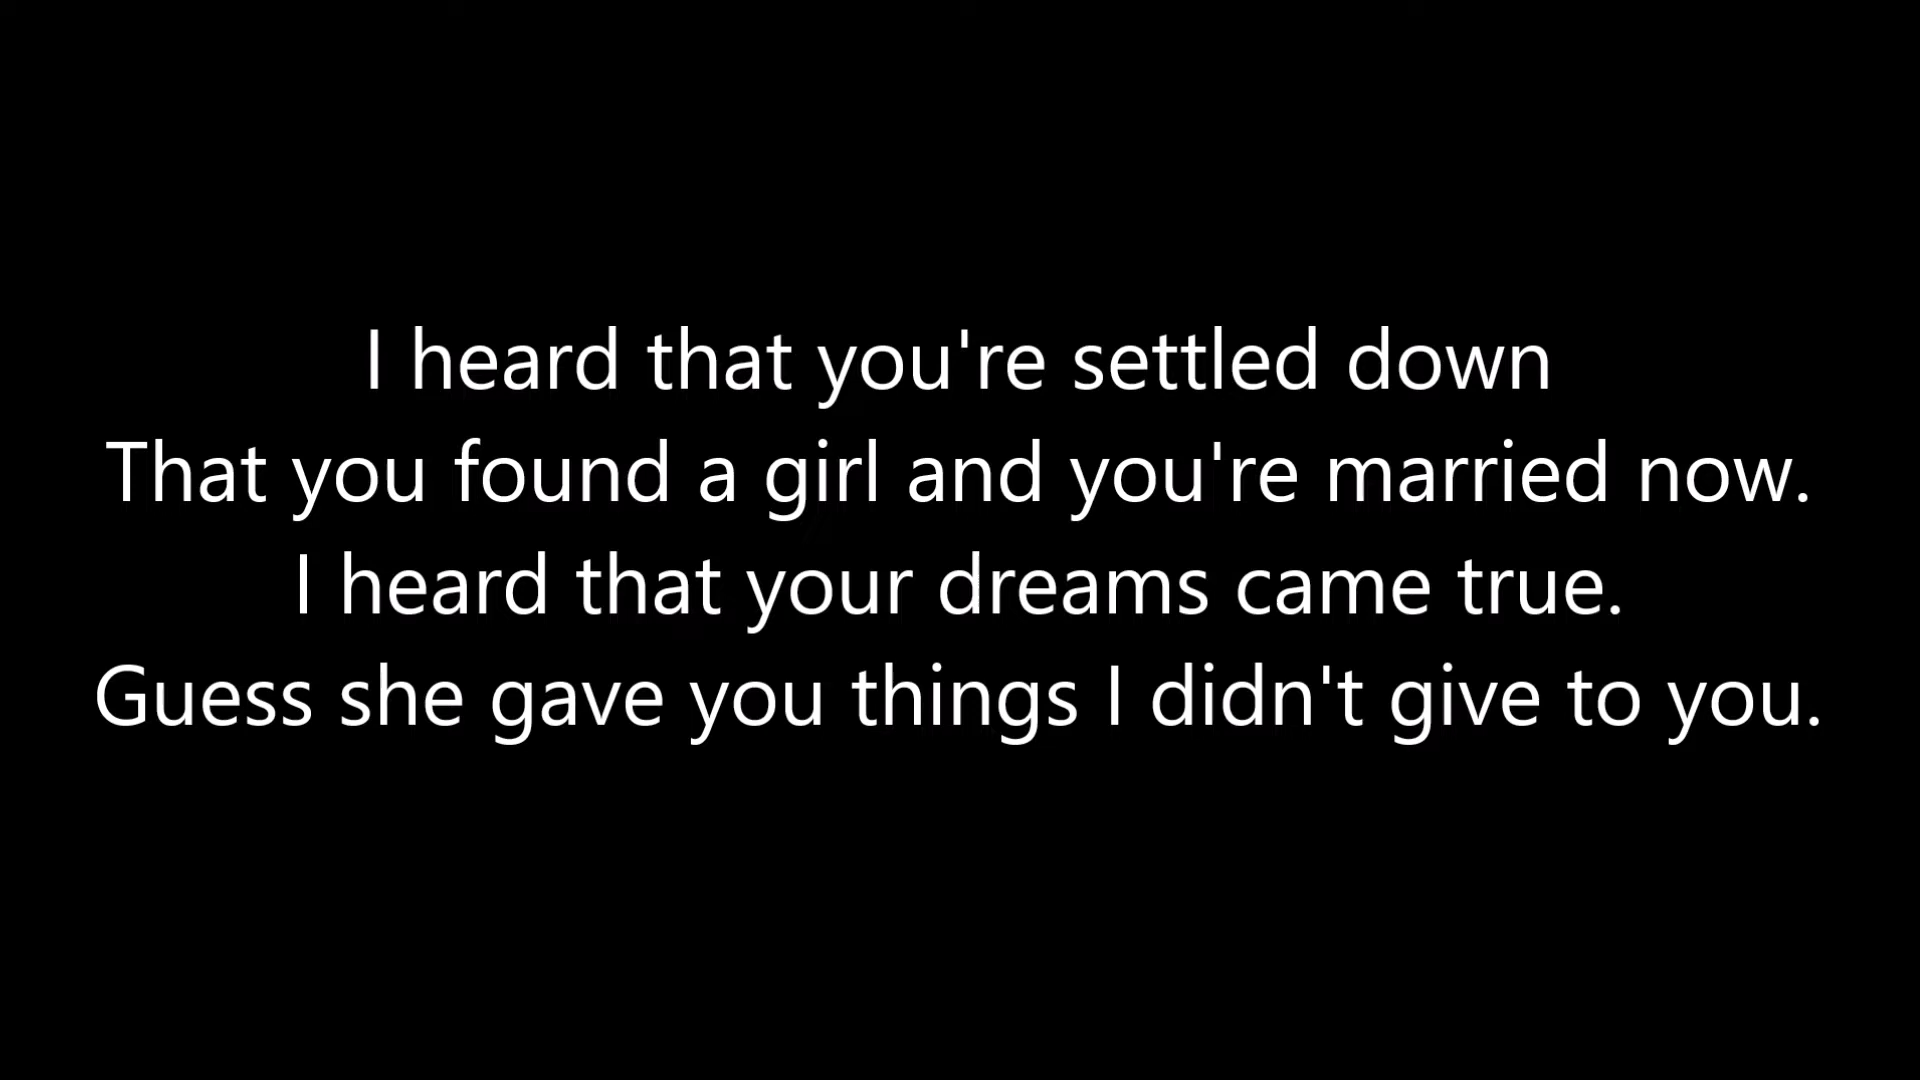 I heard that you're settled down
That you found a girl and you're married now.
I heard that your dreams came true.
Guess she gave you things I didn't give to you.